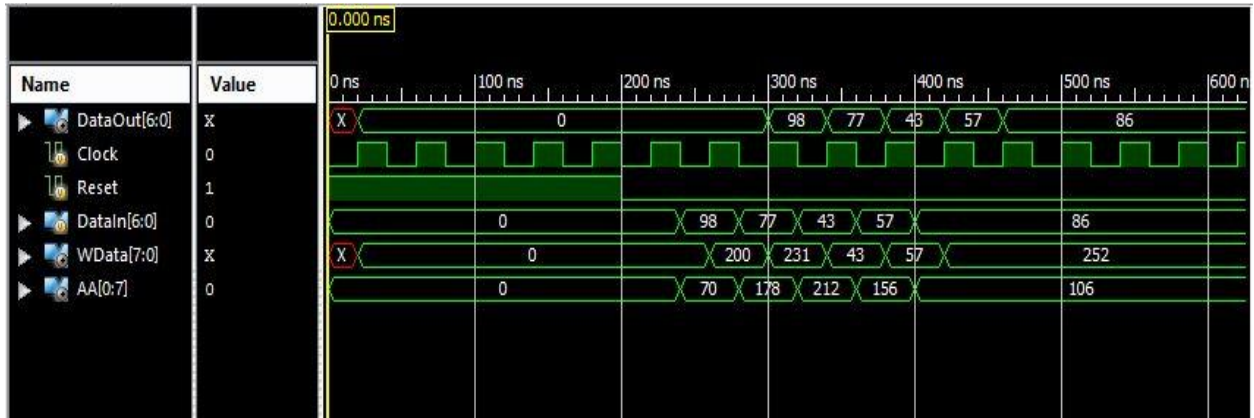 0.000 ns
Name Value 0 ns 100 ns 200 ns 300 ns 400 ns 500 ns 600 n
DataOut[6:0] X X 0 98 77 43 57 86
Clock 0
Reset 1
DataIn[6:0] 0 0 98 77 43 57 86
WData[7:0] X X 0 200 231 43 57 252
AA[0:7] 0 0 70 178 212 156 106